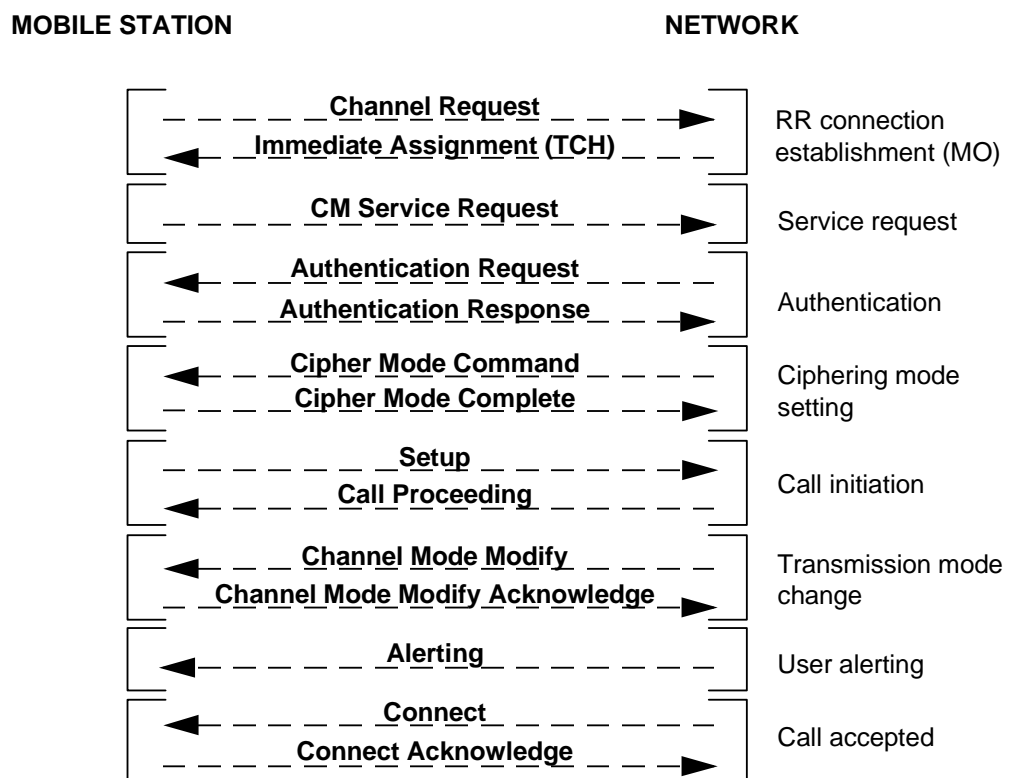 MOBILE STATION NETWORK
Channel Request
Immediate Assignment (TCH)
RR connection
establishment (MO)
CM Service Request
Service request
Authentication Request
Authentication Response
Authentication
Cipher Mode Command
Cipher Mode Complete
Ciphering mode
setting
Setup
Call Proceeding
Call initiation
Channel Mode Modify
Channel Mode Modify Acknowledge
Transmission mode
change
Alerting
User alerting
Connect
Connect Acknowledge
Call accepted